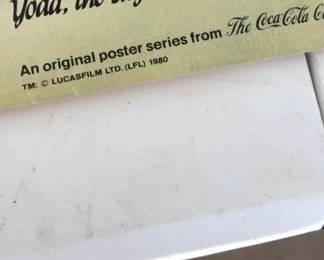 Yoda, the
An original poster series from The Coca-Cola
TM: © LUCASFILM LTD. (LFL) 1980